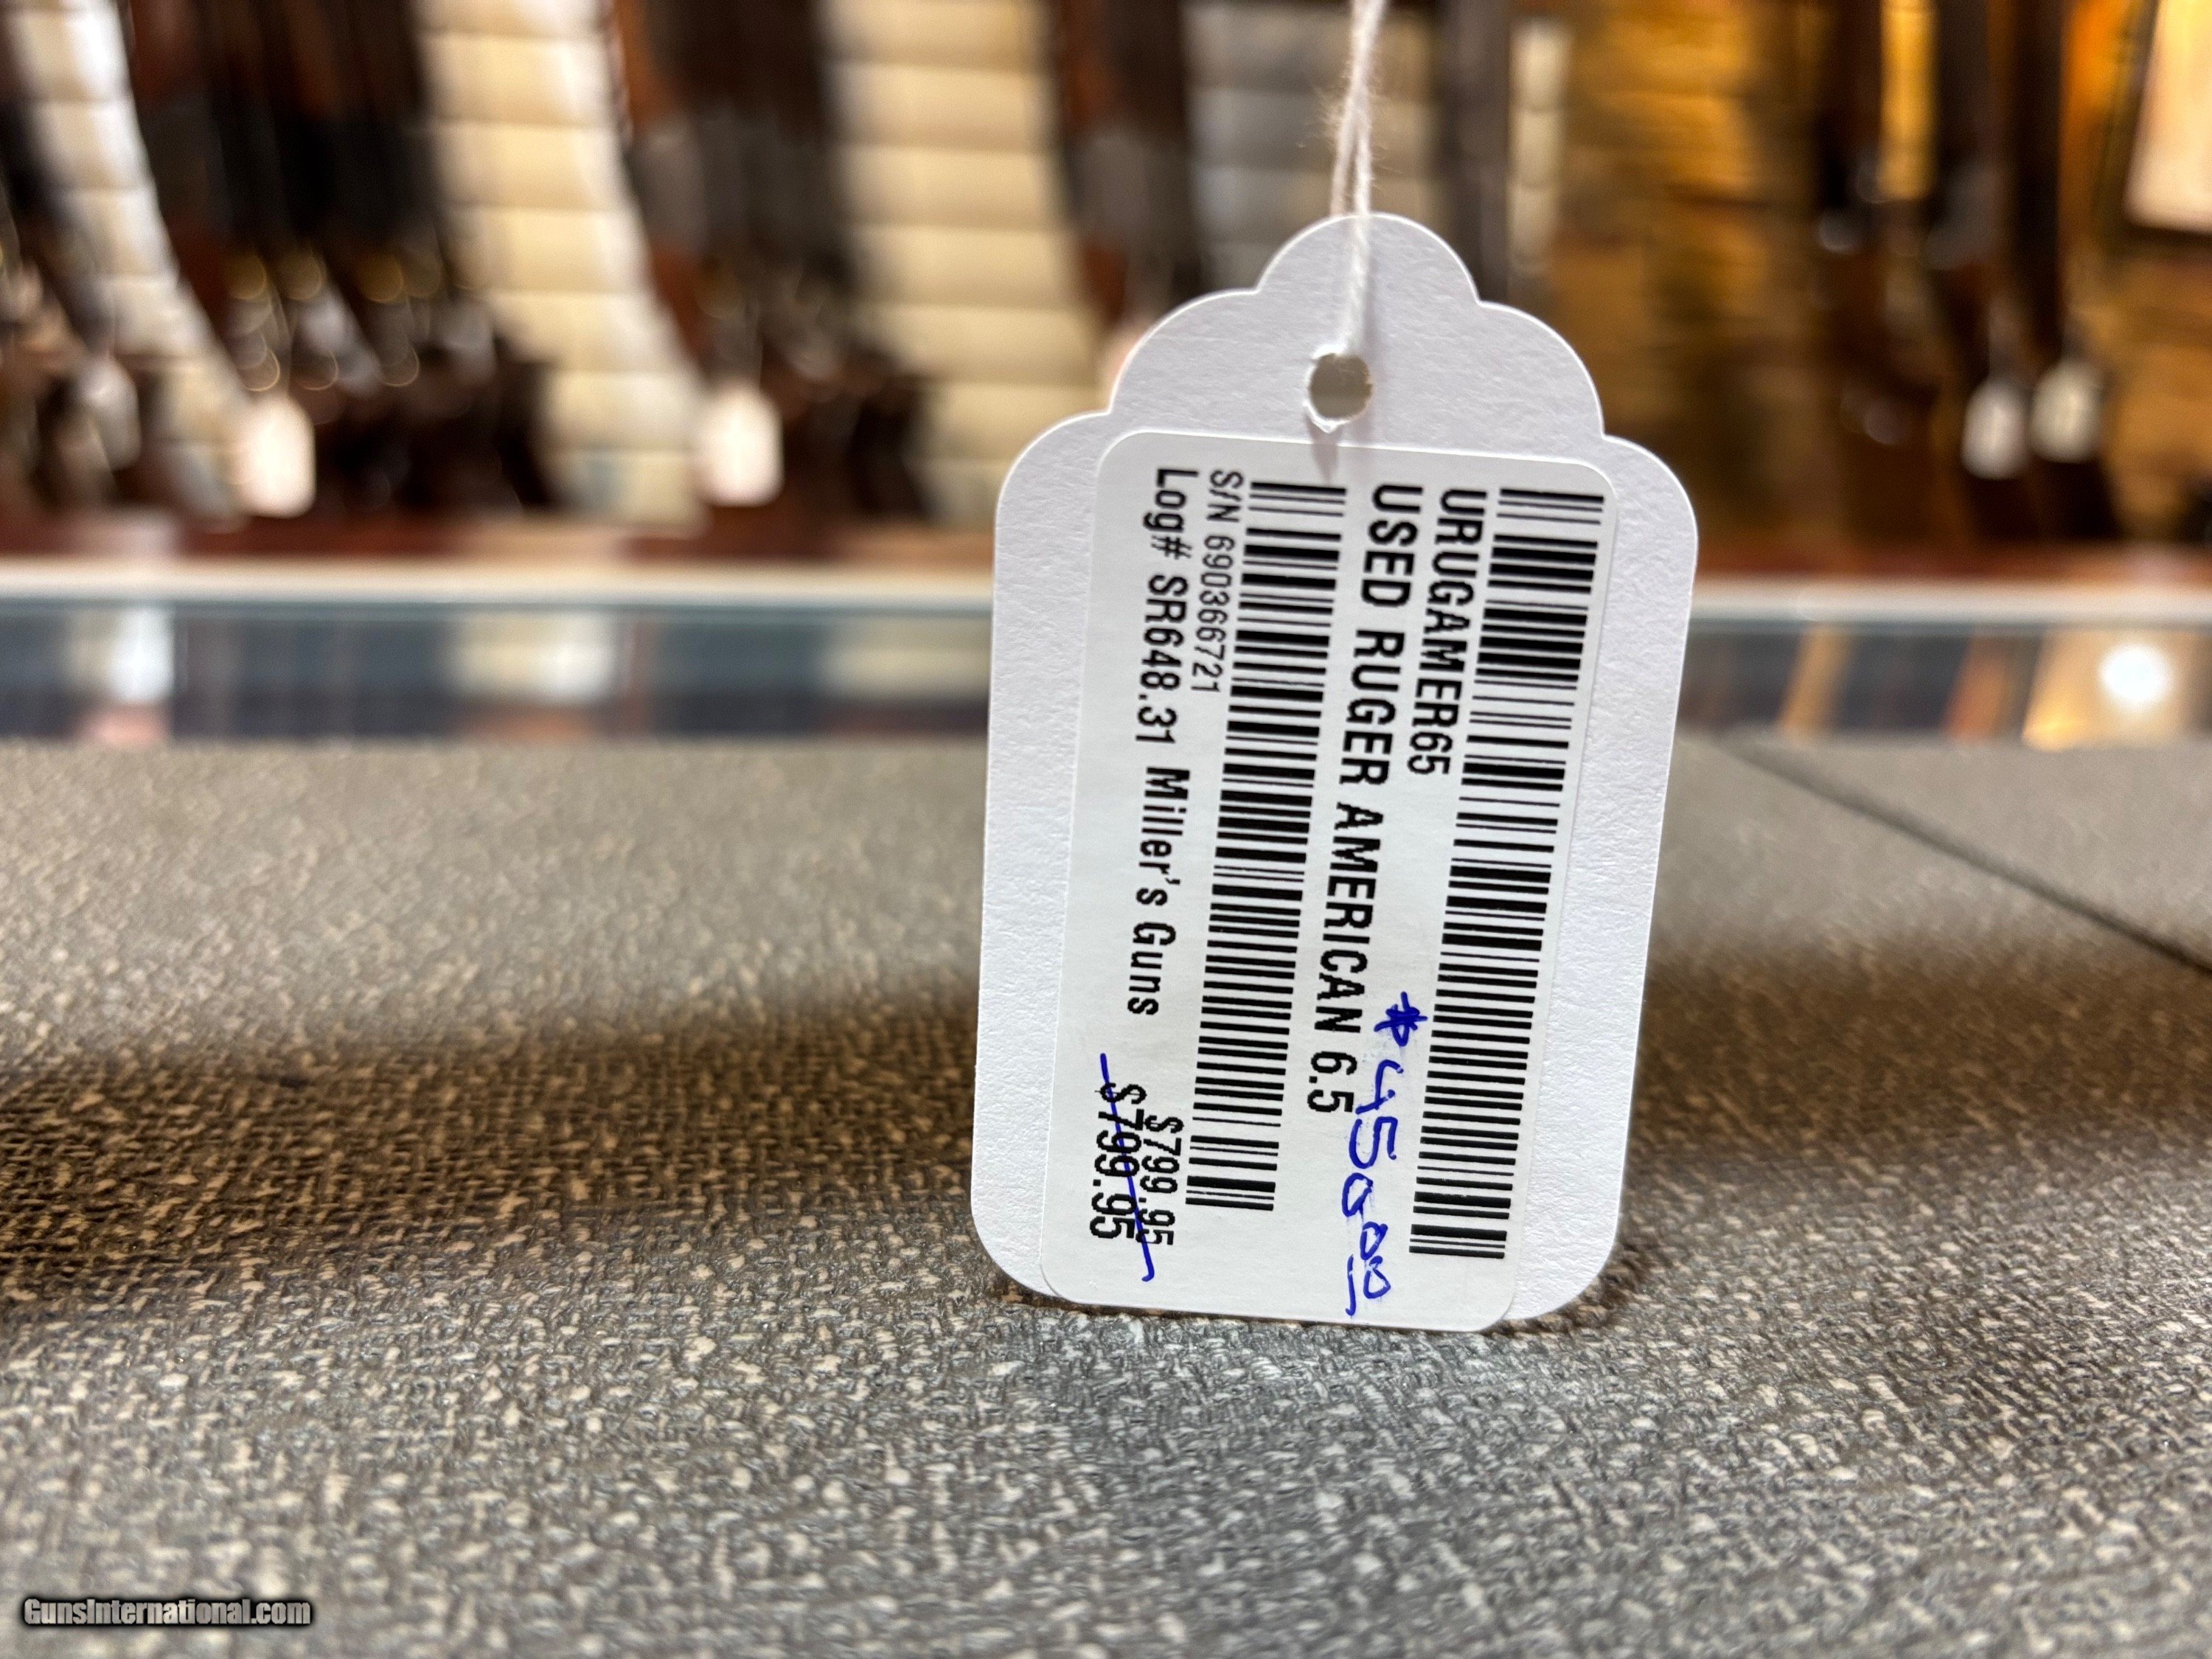 URUGAMER65
* 450 00
USED RUGER AMERICAN 6.5
S/N 690366721
$799.95
Log# SR648.31 Miller's Guns $799.95
GunsInternational.com